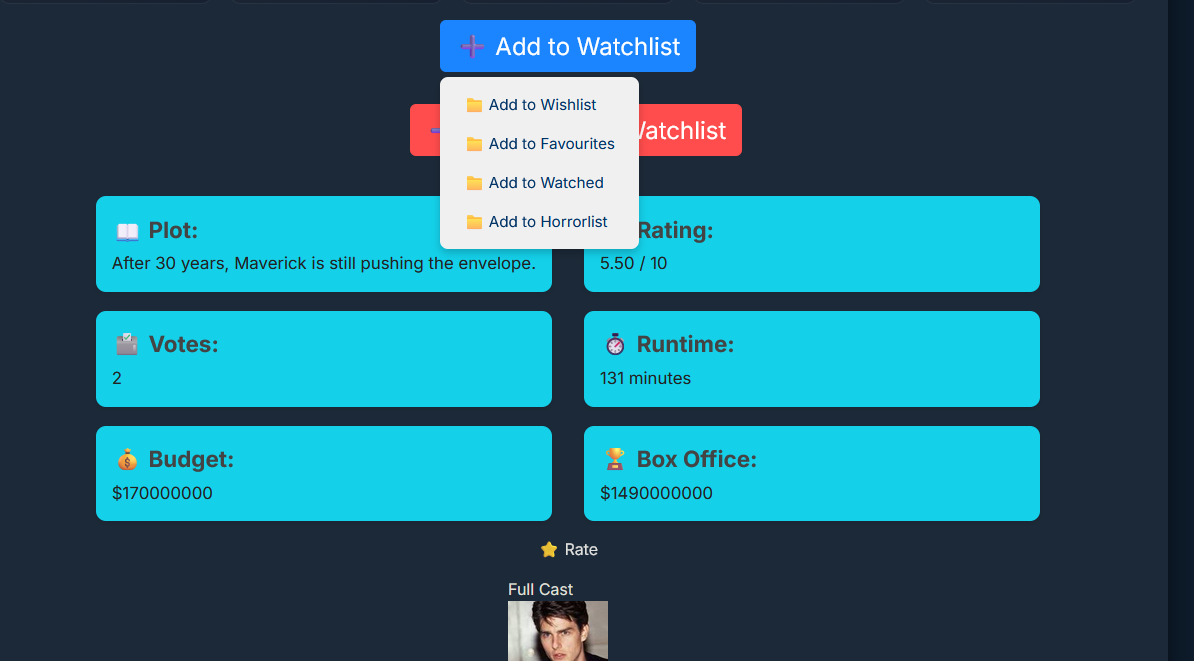 Add to Watchlist
Add to Wishlist
Add to Favourites
Add to Watched
Add to Horrorlist
Watchlist
Plot:
After 30 years, Maverick is still pushing the envelope.
Rating:
5.50 / 10
Votes:
2
Runtime:
131 minutes
Budget:
$170000000
Box Office:
$1490000000
Rate
Full Cast